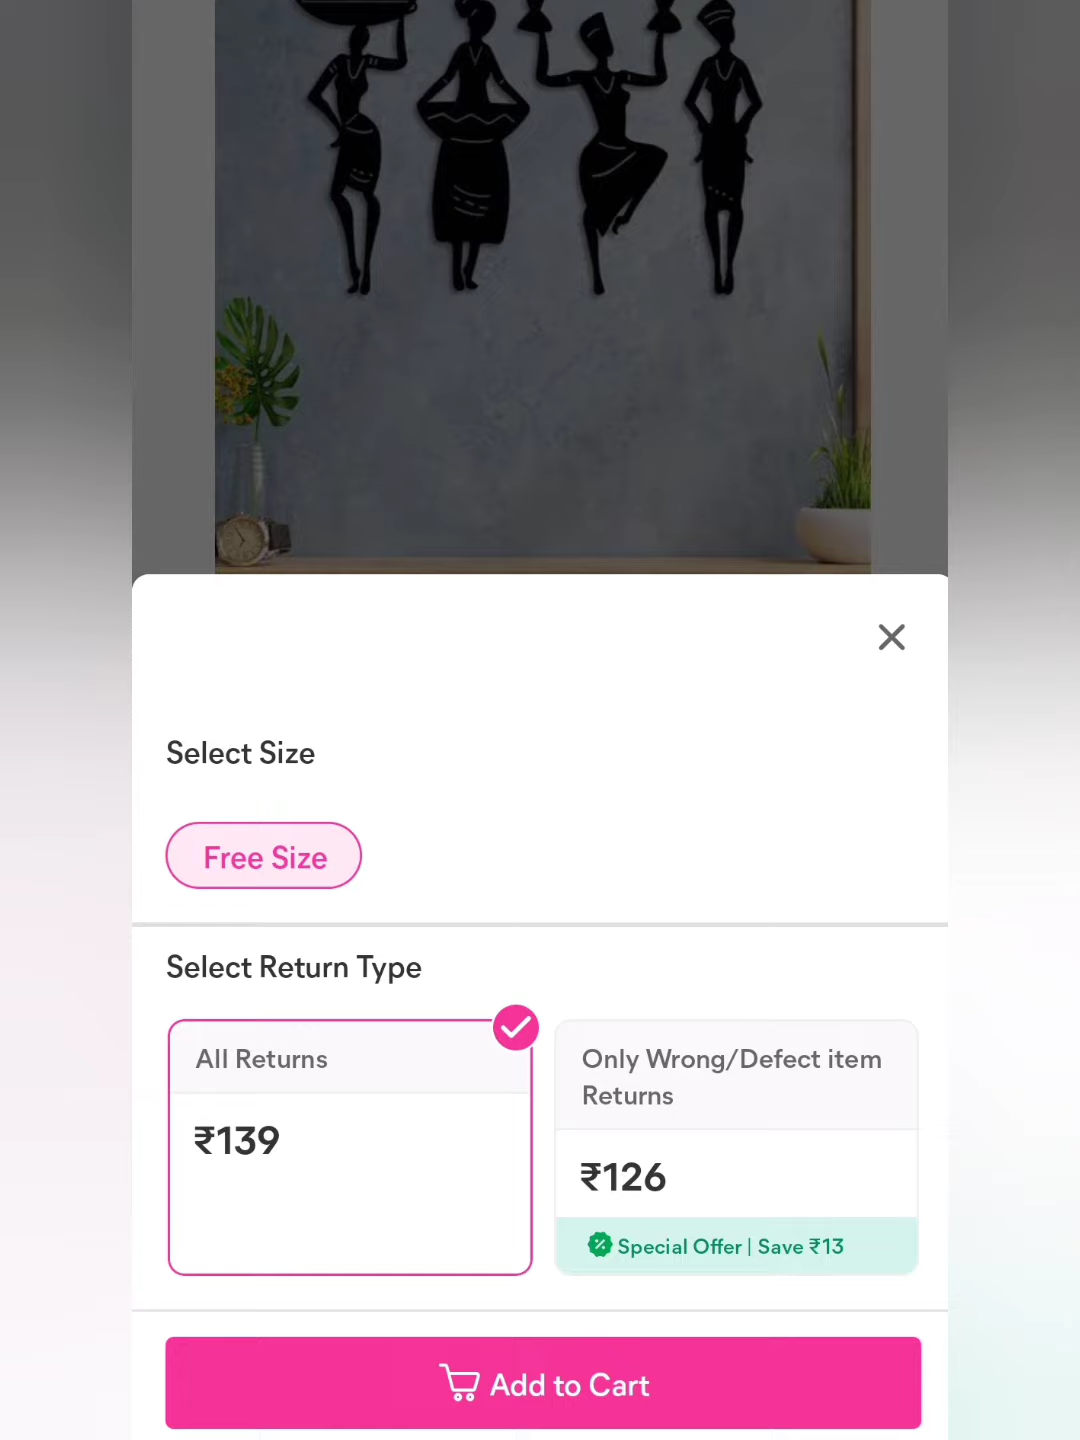 Select Size
Free Size
Select Return Type
All Returns
₹139
Only Wrong/Defect item
Returns
₹126
Special Offer | Save ₹13
Add to Cart